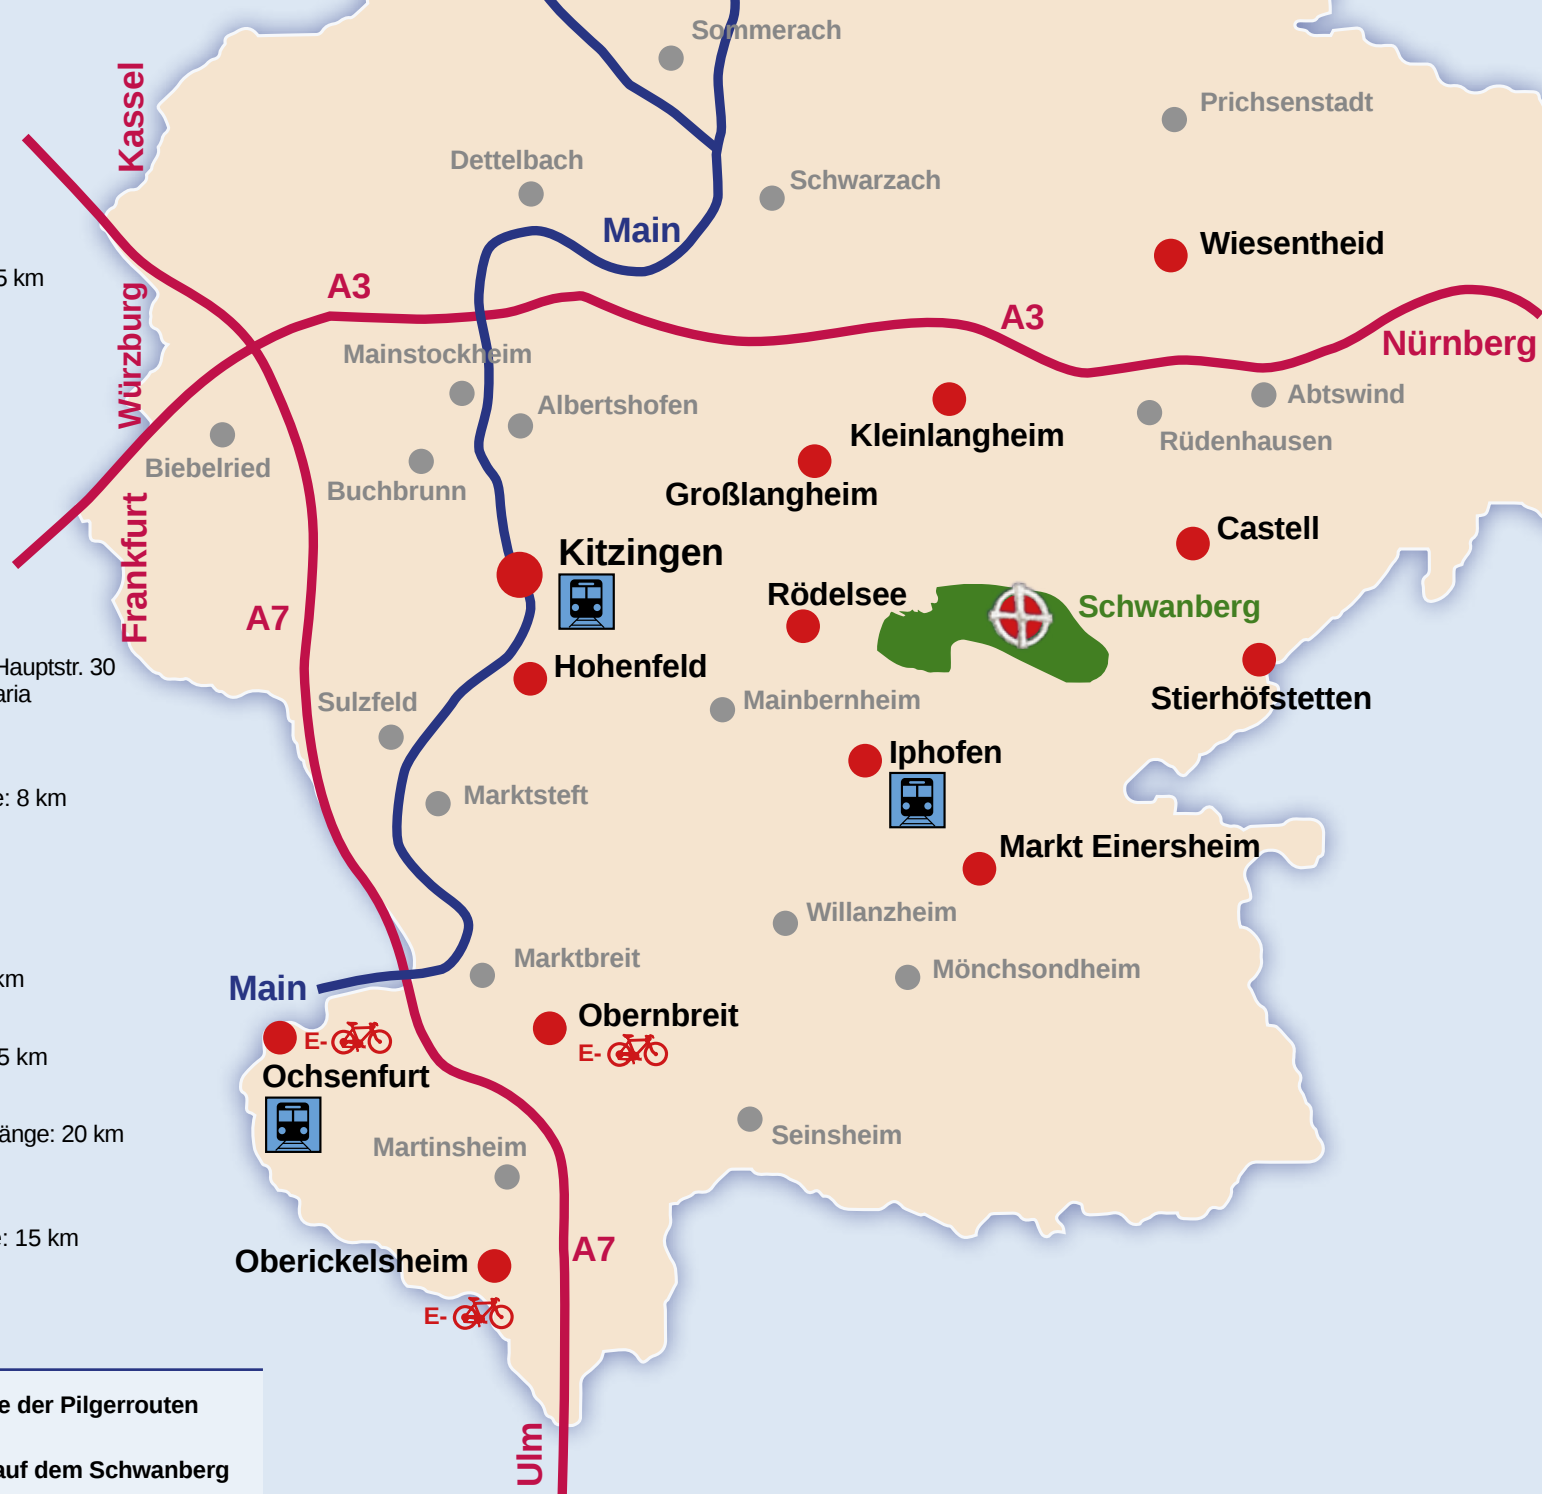 Sommerach
Kassel
Prichsenstadt
Dettelbach
Schwarzach
Main
Wiesentheid
5 km
A3
A3
Würzburg
Nürnberg
Mainstockheim
Abtswind
Albertshofen
Kleinlangheim
Rüdenhausen
Biebelried
Buchbrunn
Großlangheim
Frankfurt
Castell
Kitzingen
Rödelsee
Schwanberg
A7
Hauptstr. 30
aria
Hohenfeld
Stierhöfstetten
Sulzfeld
Mainbernheim
Iphofen
e: 8 km
Marktsteft
Markt Einersheim
Willanzheim
Marktbreit
Mönchsondheim
km
Main
Obernbreit
E-
E-
5 km
Ochsenfurt
änge: 20 km
Seinsheim
Martinsheim
e: 15 km
A7
Oberickelsheim
E-
e der Pilgerrouten
Ulm
auf dem Schwanberg